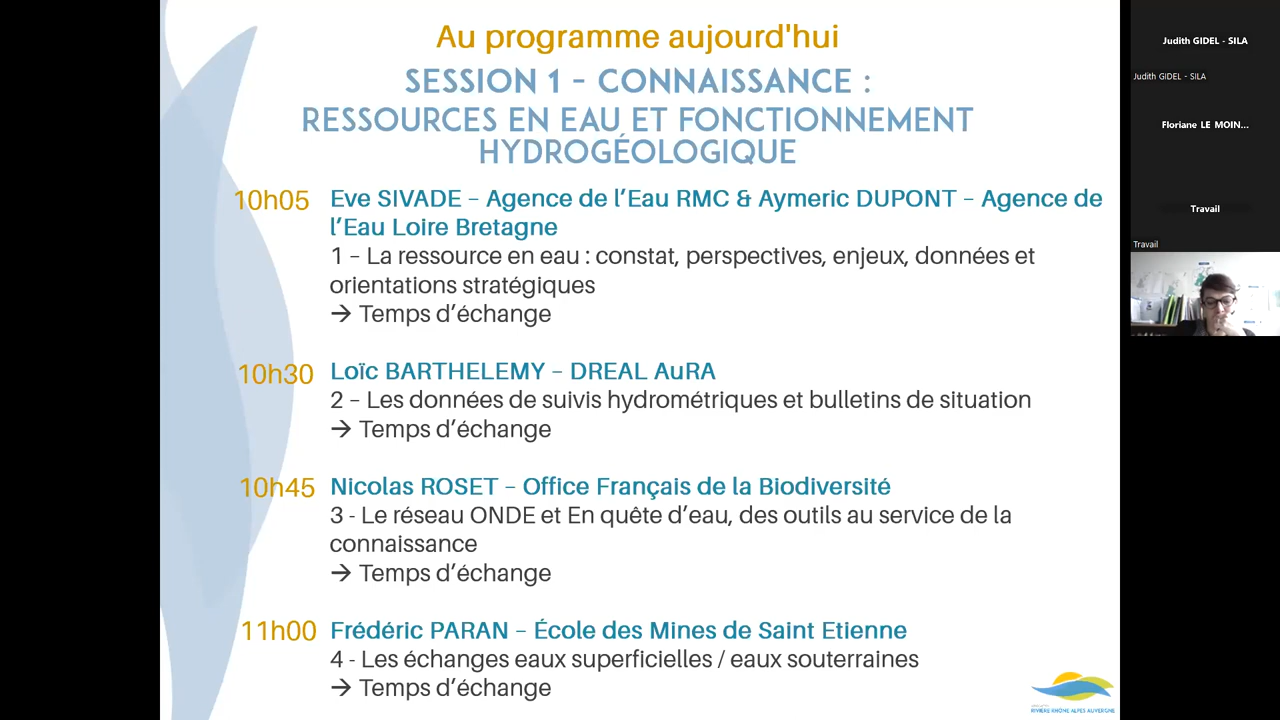 Au programme aujourd'hui
SESSION 1 - CONNAISSANCE :
RESSOURCES EN EAU ET FONCTIONNEMENT
HYDROGÉOLOGIQUE
10h05
Eve SIVADE – Agence de l’Eau RMC & Aymeric DUPONT – Agence de
l’Eau Loire Bretagne
1 – La ressource en eau : constat, perspectives, enjeux, données et
orientations stratégiques
→ Temps d’échange
10h30
Loïc BARTHELEMY – DREAL AuRA
2 – Les données de suivis hydrométriques et bulletins de situation
→ Temps d’échange
10h45
Nicolas ROSET – Office Français de la Biodiversité
3 - Le réseau ONDE et En quête d’eau, des outils au service de la
connaissance
→ Temps d’échange
11h00
Frédéric PARAN – École des Mines de Saint Etienne
4 - Les échanges eaux superficielles / eaux souterraines
→ Temps d’échange
RIVIÈRE RHÔNE ALPES AUVERGNE
Judith GIDEL - SILA
Judith GIDEL - SILA
Floriane LE MOIN...
Travail
Travail